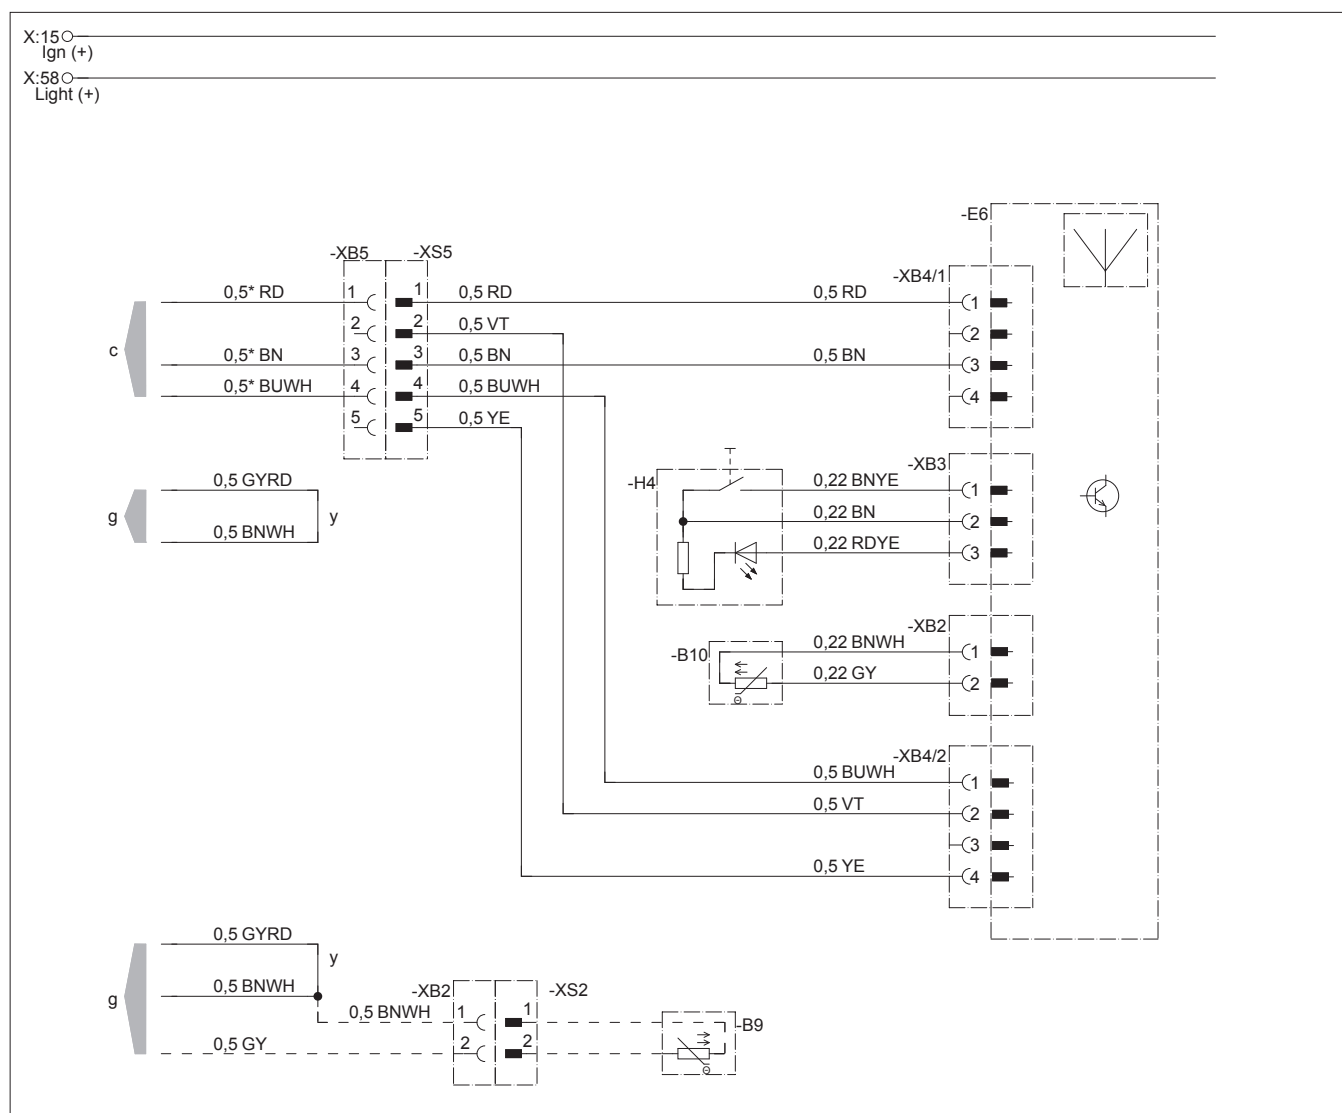 X:15
Ign (+)
X:58
Light (+)
-E6
-XB5 -XS5
-XB4/1
0,5* RD 1 1 0,5 RD 0,5 RD 1
2 2 0,5 VT 2
c 0,5* BN 3 3 0,5 BN 0,5 BN 3
0,5* BUWH 4 4 0,5 BUWH 4
5 5 0,5 YE
-XB3
0,5 GYRD -H4 0,22 BNYE 1
g y 0,22 BN 2
0,5 BNWH 0,22 RDYE 3
-XB2
-B10 0,22 BNWH 1
0,22 GY 2
Θ
-XB4/2
0,5 BUWH 1
0,5 VT 2
3
0,5 YE 4
0,5 GYRD
y
g 0,5 BNWH -XB2 -XS2
0,5 BNWH 1 1 -B9
0,5 GY 2 2
Θ